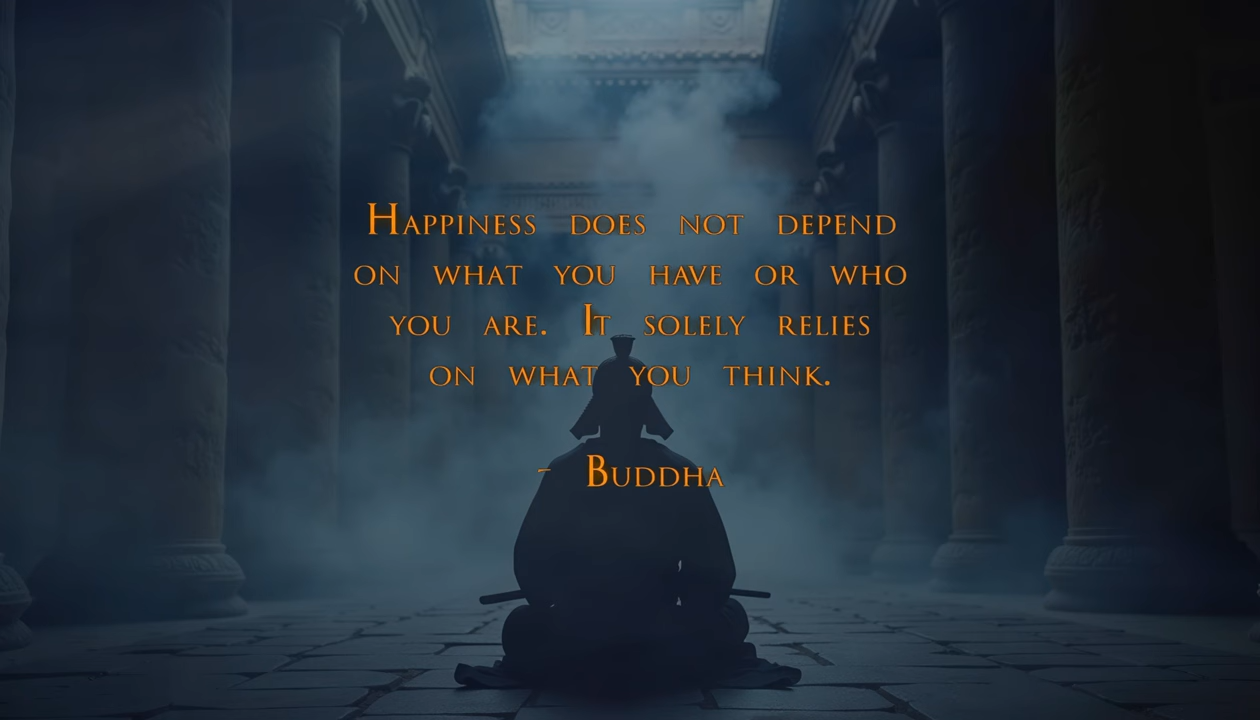 Happiness does not depend
on what you have or who
you are. It solely relies
on what you think.
- Buddha